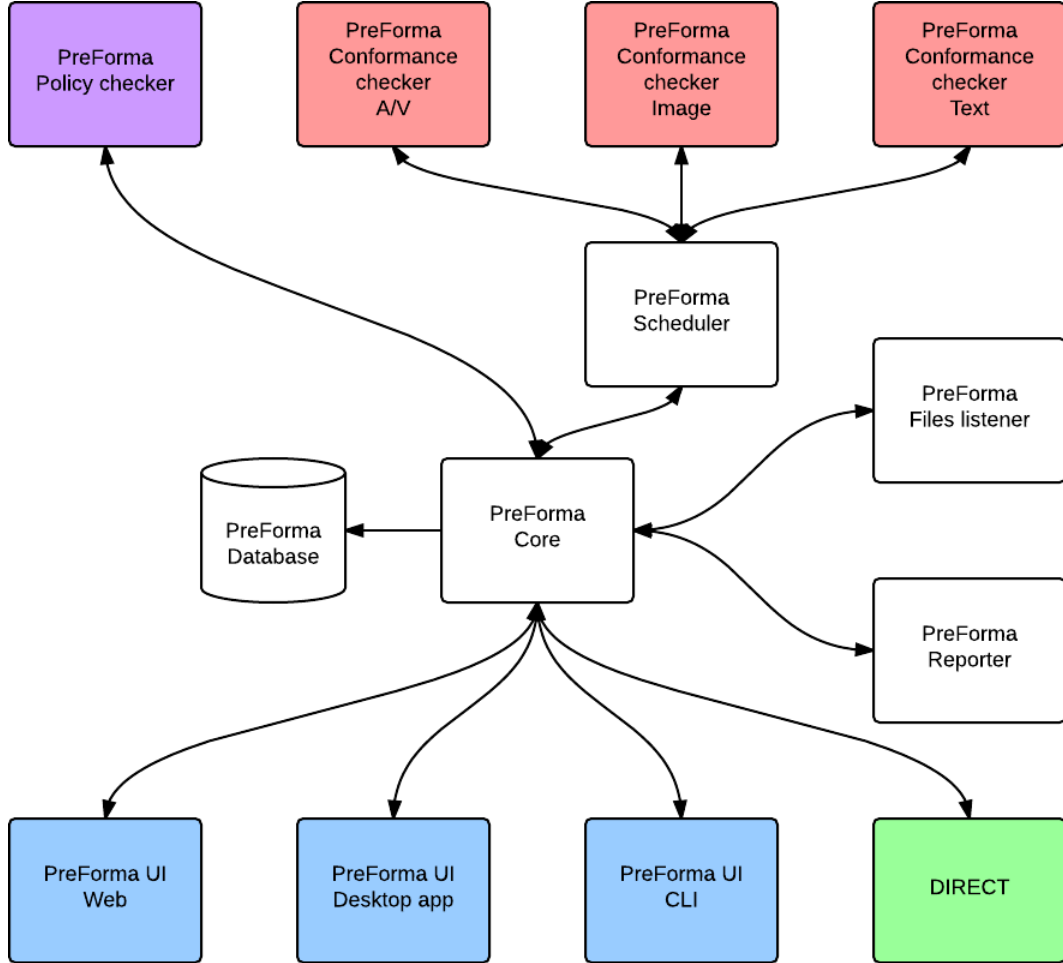 PreForma
Policy checker
PreForma
Conformance
checker
A/V
PreForma
Conformance
checker
Image
PreForma
Conformance
checker
Text
PreForma
Scheduler
PreForma
Files listener
PreForma
Core
PreForma
Database
PreForma
Reporter
PreForma UI
Web
PreForma UI
Desktop app
PreForma UI
CLI
DIRECT